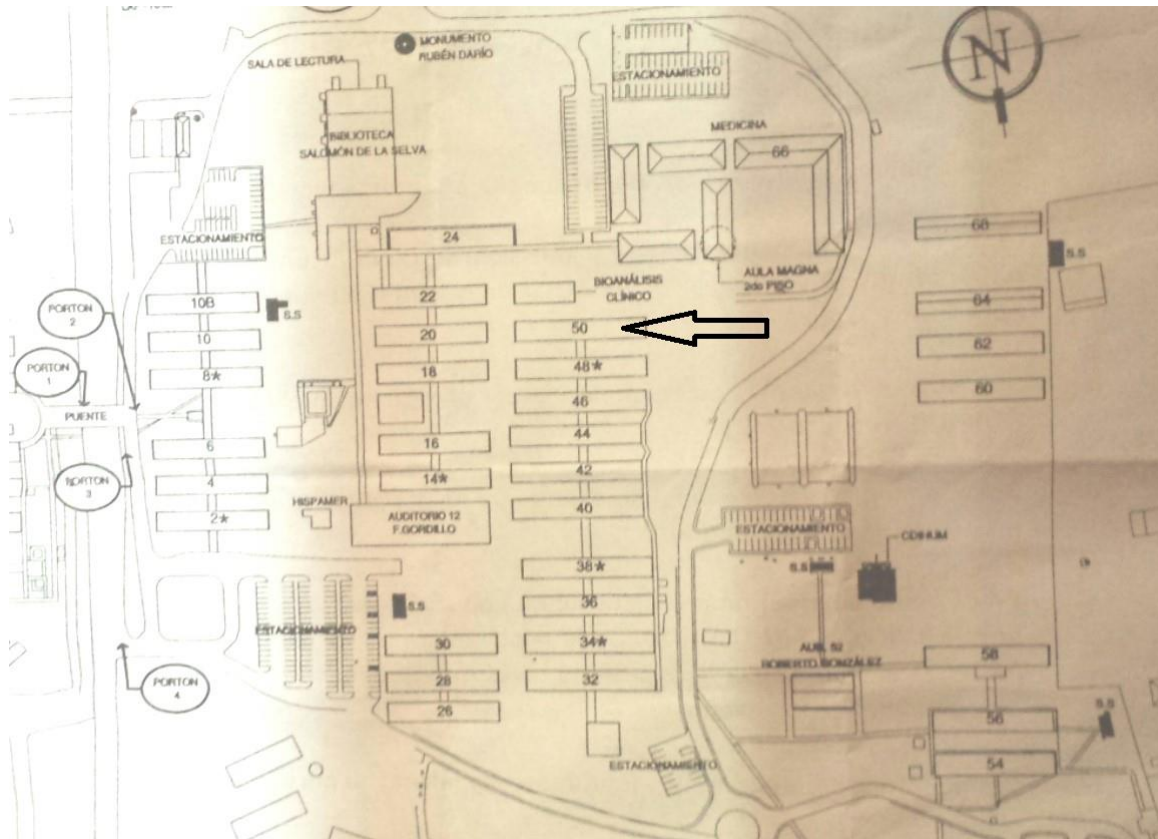 MONUMENTO
RUBÉN DARÍO
N
SALA DE LECTURA
ESTACIONAMIENTO
MEDICINA
BIBLIOTECA
SALOMÓN DE LA SELVA
66
ESTACIONAMIENTO
24
68
S.S
AULA MAGNA
2do PISO
BIOANÁLISIS
CLÍNICO
PORTON
2
10B
S.S
22
64
10
20
50
62
PORTON
1
8*
18
48*
60
PUENTE
46
6
16
44
PORTON
3
4
14*
42
2*
HISPAMER
AUDITORIO 12
F.GORDILLO
40
ESTACIONAMIENTO
CDIHUM
38*
S.S
S.S
36
ESTACIONAMIENTO
30
34*
AUD. 52
ROBERTO GONZÁLEZ
58
PORTON
4
28
32
26
56
S.S
ESTACIONAMIENTO
54